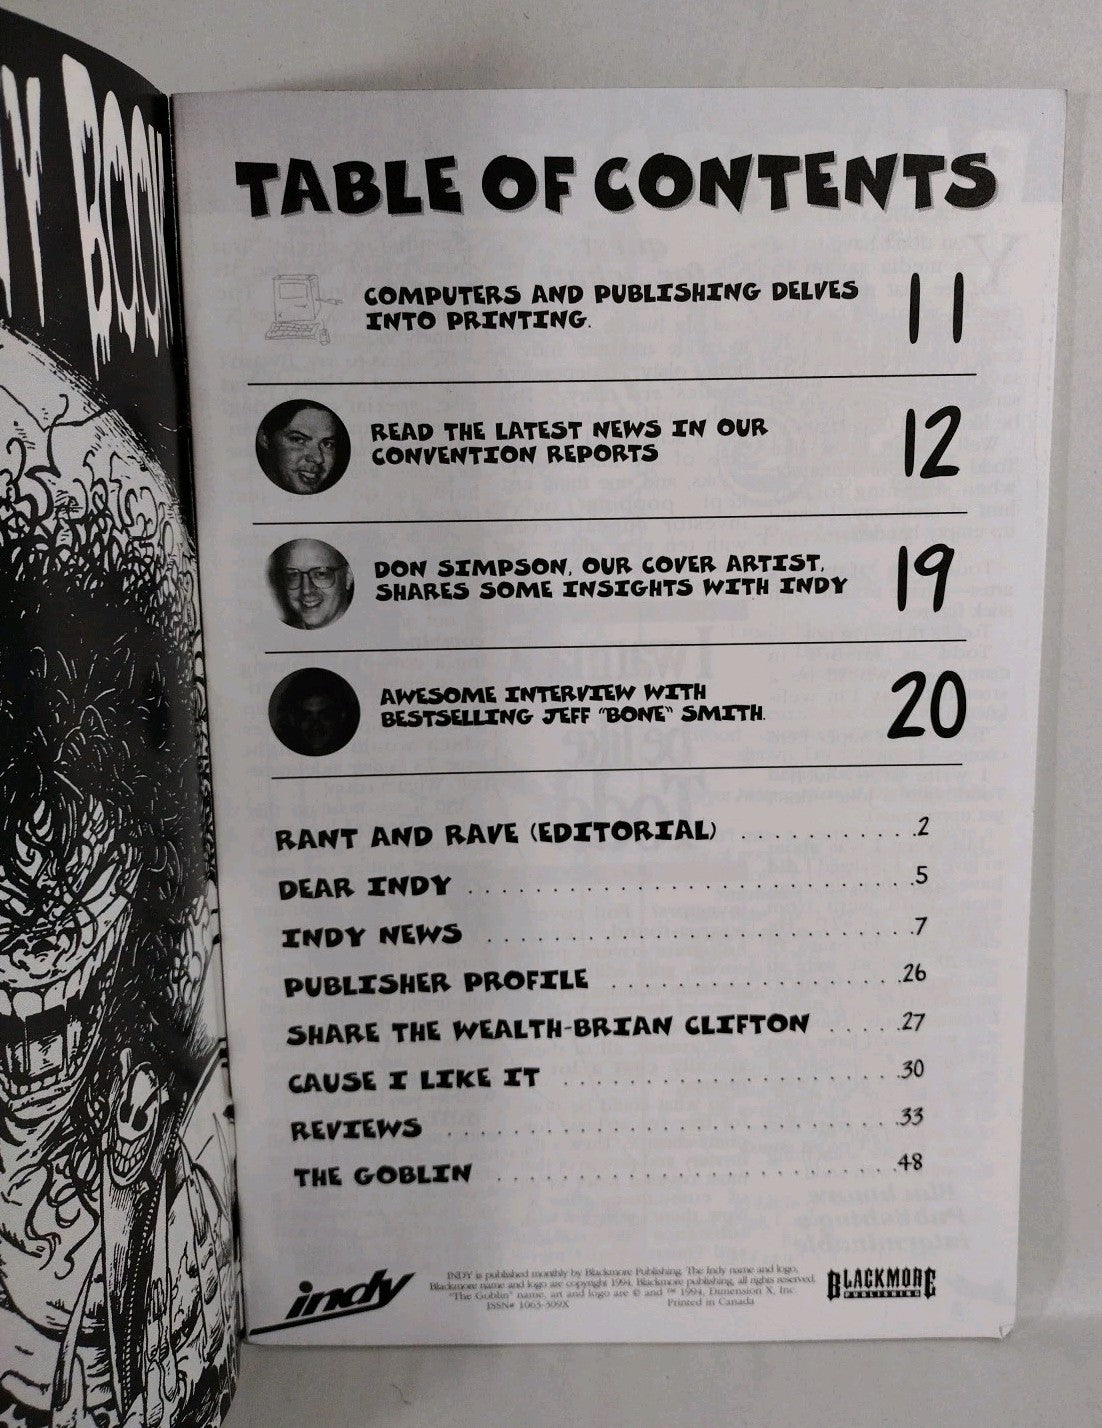 Y BOOK
TABLE OF CONTENTS
COMPUTERS AND PUBLISHING DELVES
INTO PRINTING.
11
READ THE LATEST NEWS IN OUR
CONVENTION REPORTS
12
DON SIMPSON, OUR COVER ARTIST,
SHARES SOME INSIGHTS WITH INDY
19
AWESOME INTERVIEW WITH
BESTSELLING JEFF "BONE" SMITH.
20
RANT AND RAVE (EDITORIAL) . . . . . . . . . . . .2
DEAR INDY . . . . . . . . . . . . . . . . . . . . . . . . . . . . .5
INDY NEWS . . . . . . . . . . . . . . . . . . . . . . . . . . . .7
PUBLISHER PROFILE . . . . . . . . . . . . . . . . . . .26
SHARE THE WEALTH-BRIAN CLIFTON . . . . .27
CAUSE I LIKE IT . . . . . . . . . . . . . . . . . . . . . .30
REVIEWS . . . . . . . . . . . . . . . . . . . . . . . . . . . . .33
THE GOBLIN . . . . . . . . . . . . . . . . . . . . . . . . . .48
indy
INDY is published monthly by Blackmore Publishing. The Indy name and logo,
Blackmore name and logo are copyright 1994, Blackmore publishing, all rights reserved.
"The Goblin" name, art and logo are © and ™ 1994, Dimension X, Inc.
ISSN# 1063-309X Printed in Canada
BLACKMORE
PUBLISHING